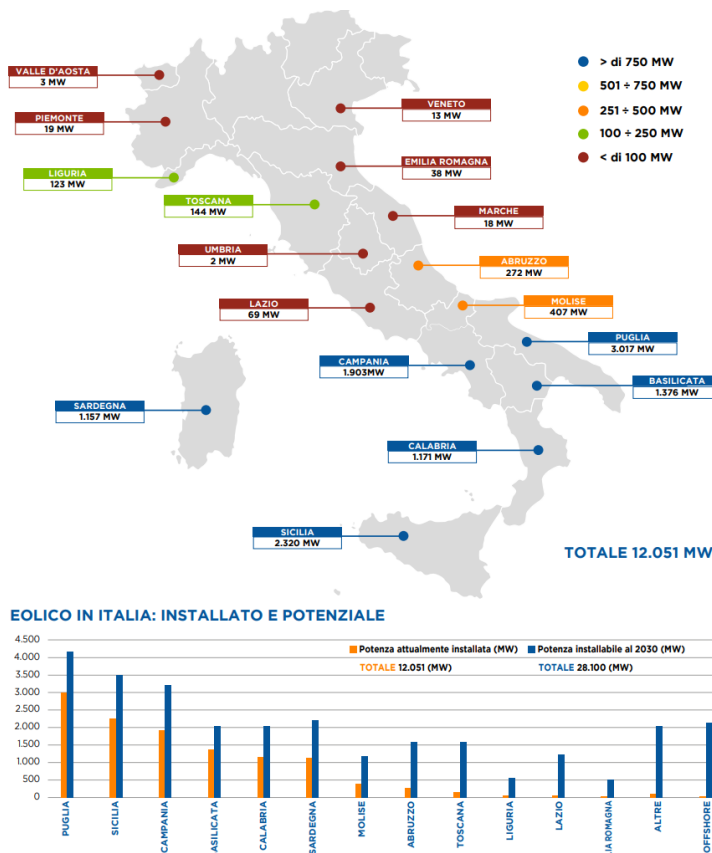 VALLE D'AOSTA
3 MW
PIEMONTE
19 MW
LIGURIA
123 MW
TOSCANA
144 MW
UMBRIA
2 MW
LAZIO
69 MW
CAMPANIA
1.903MW
SARDEGNA
1.157 MW
CALABRIA
1.171 MW
SICILIA
2.320 MW
VENETO
13 MW
EMILIA ROMAGNA
38 MW
MARCHE
18 MW
ABRUZZO
272 MW
MOLISE
407 MW
PUGLIA
3.017 MW
BASILICATA
1.376 MW
> di 750 MW
501 ÷ 750 MW
251 ÷ 500 MW
100 ÷ 250 MW
< di 100 MW
TOTALE 12.051 MW
EOLICO IN ITALIA: INSTALLATO E POTENZIALE
Potenza attualmente installata (MW) Potenza installabile al 2030 (MW)
TOTALE 12.051 (MW) TOTALE 28.100 (MW)
4.500
4.000
3.500
3.000
2.500
2.000
1.500
1.000
500
0
PUGLIA
SICILIA
CAMPANIA
ASILICATA
CALABRIA
SARDEGNA
MOLISE
ABRUZZO
TOSCANA
LIGURIA
LAZIO
IA ROMAGNA
ALTRE
OFFSHORE